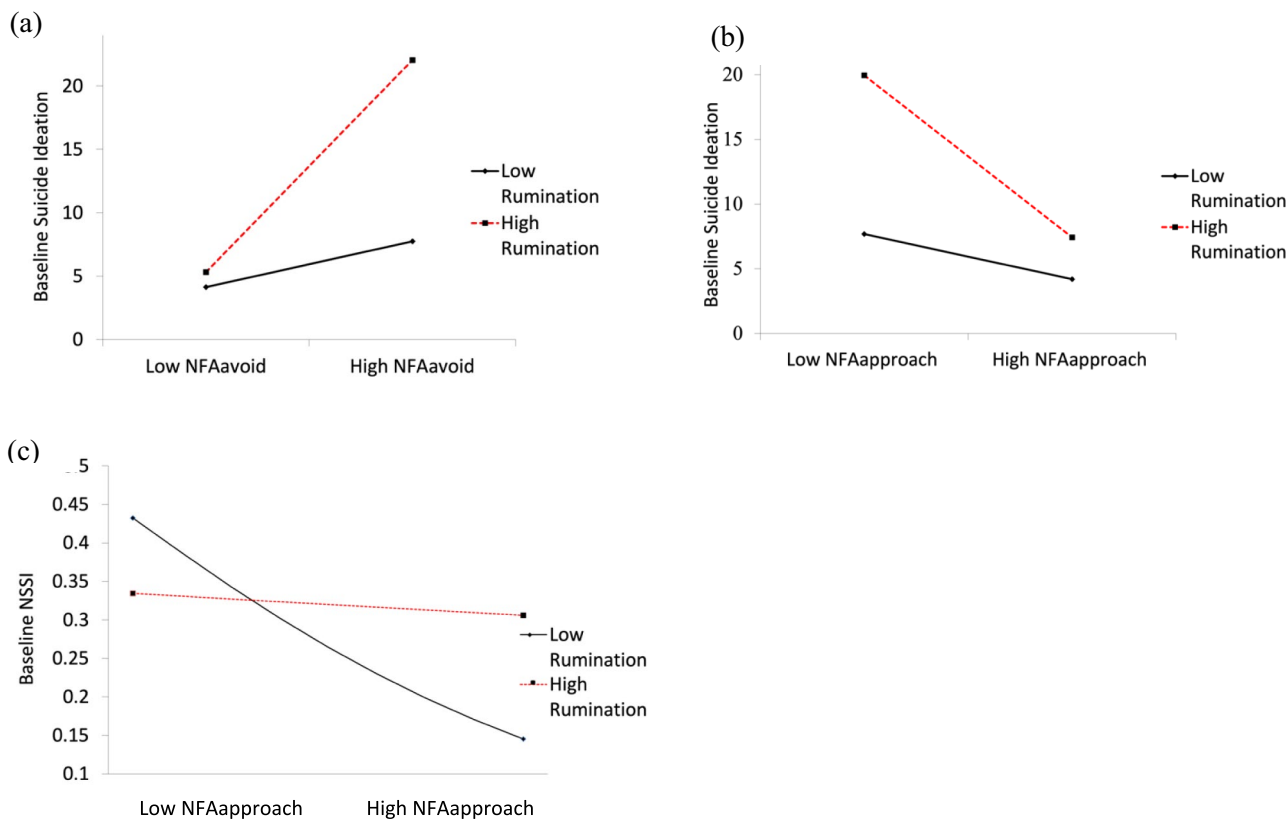 (a)
Baseline Suicide Ideation
20
15
10
5
0
Low NFAavoid
High NFAavoid
Low
Rumination
High
Rumination
(b)
Baseline Suicide Ideation
20
15
10
5
0
Low NFAapproach
High NFAapproach
Low
Rumination
High
Rumination
(c)
Baseline NSSI
.5
0.45
0.4
0.35
0.3
0.25
0.2
0.15
0.1
Low NFAapproach
High NFAapproach
Low
Rumination
High
Rumination